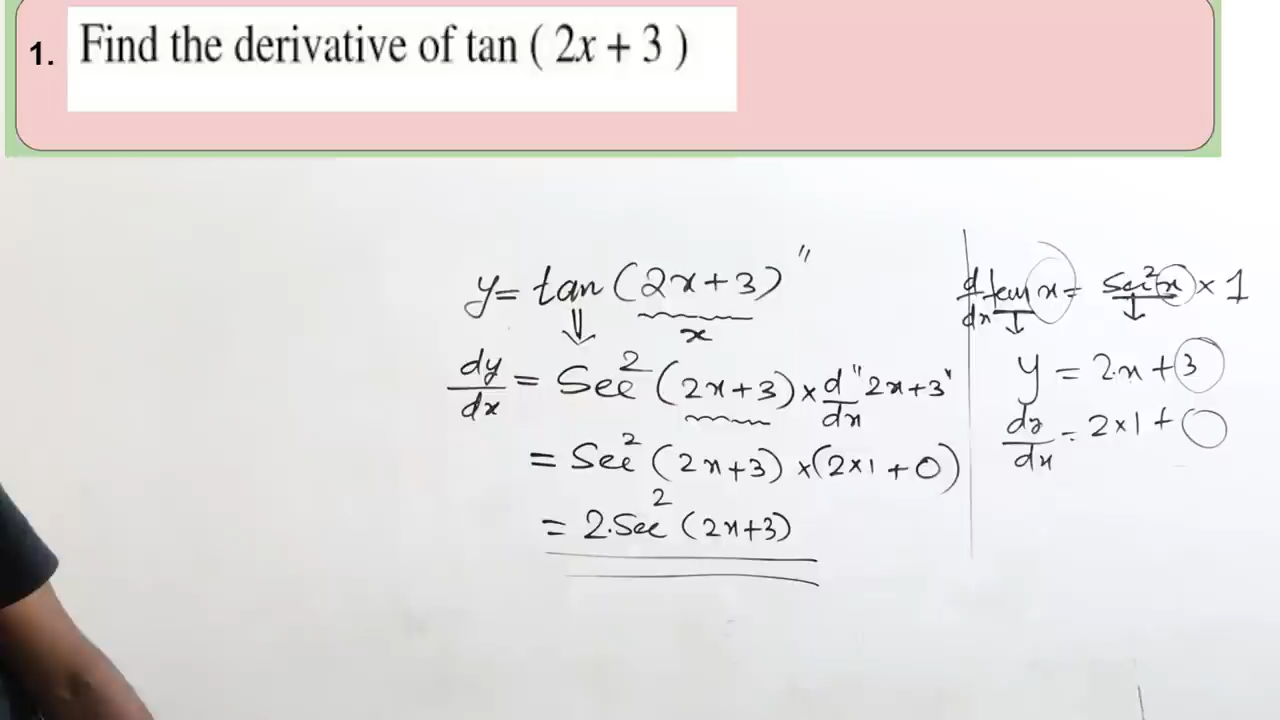 1. Find the derivative of tan ( 2x + 3 )
y = tan (2x+3) "
x
dy/dx = Sec² (2x+3) × d/dx "2x+3"
= Sec² (2x+3) × (2×1 + 0)
= 2.Sec² (2x+3)
d/dx tan x = Sec² x × 1
y = 2.x + 3
dy/dx = 2×1 + 0